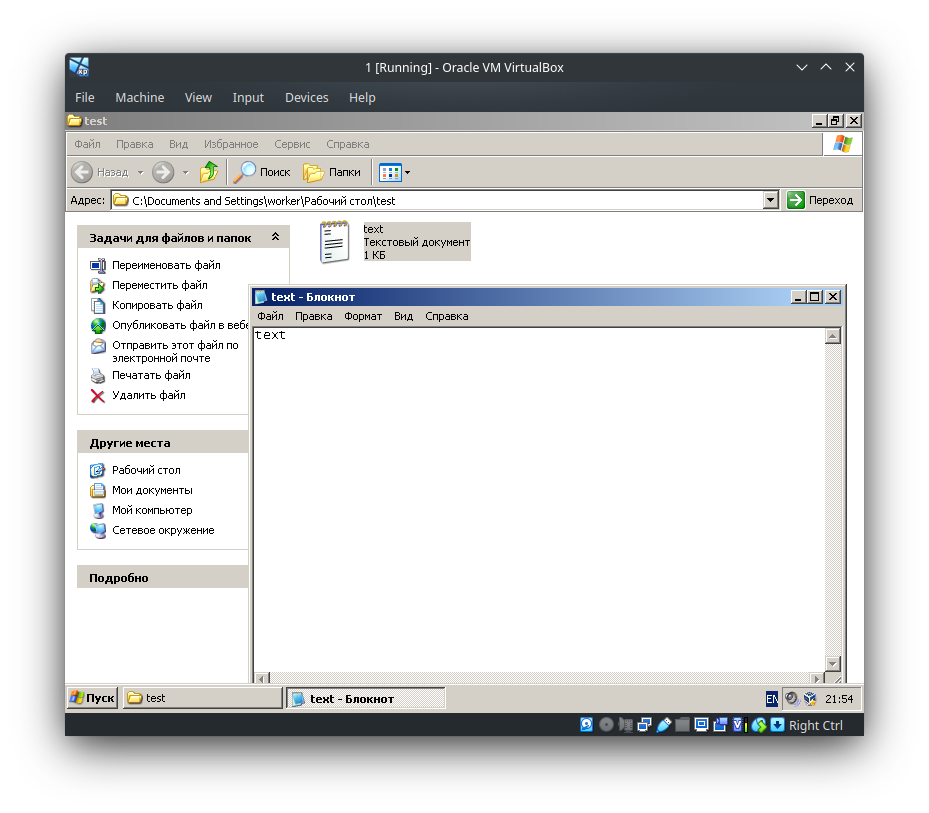 1 [Running] - Oracle VM VirtualBox
File Machine View Input Devices Help
test
Файл Правка Вид Избранное Сервис Справка
Назад Поиск Папки
Адрес: C:\Documents and Settings\worker\Рабочий стол\test Переход
Задачи для файлов и папок
Переименовать файл
Переместить файл
Копировать файл
Опубликовать файл в вебе
Отправить этот файл по
электронной почте
Печатать файл
Удалить файл
Другие места
Рабочий стол
Мои документы
Мой компьютер
Сетевое окружение
Подробно
text
Текстовый документ
1 КБ
text - Блокнот
Файл Правка Формат Вид Справка
text
Пуск test text - Блокнот EN 21:54
Right Ctrl